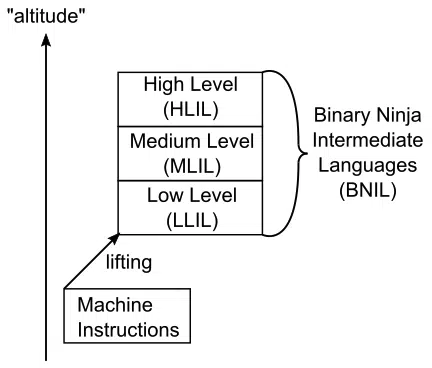 "altitude"
High Level
(HLIL)
Medium Level
(MLIL)
Low Level
(LLIL)
Binary Ninja
Intermediate
Languages
(BNIL)
lifting
Machine
Instructions